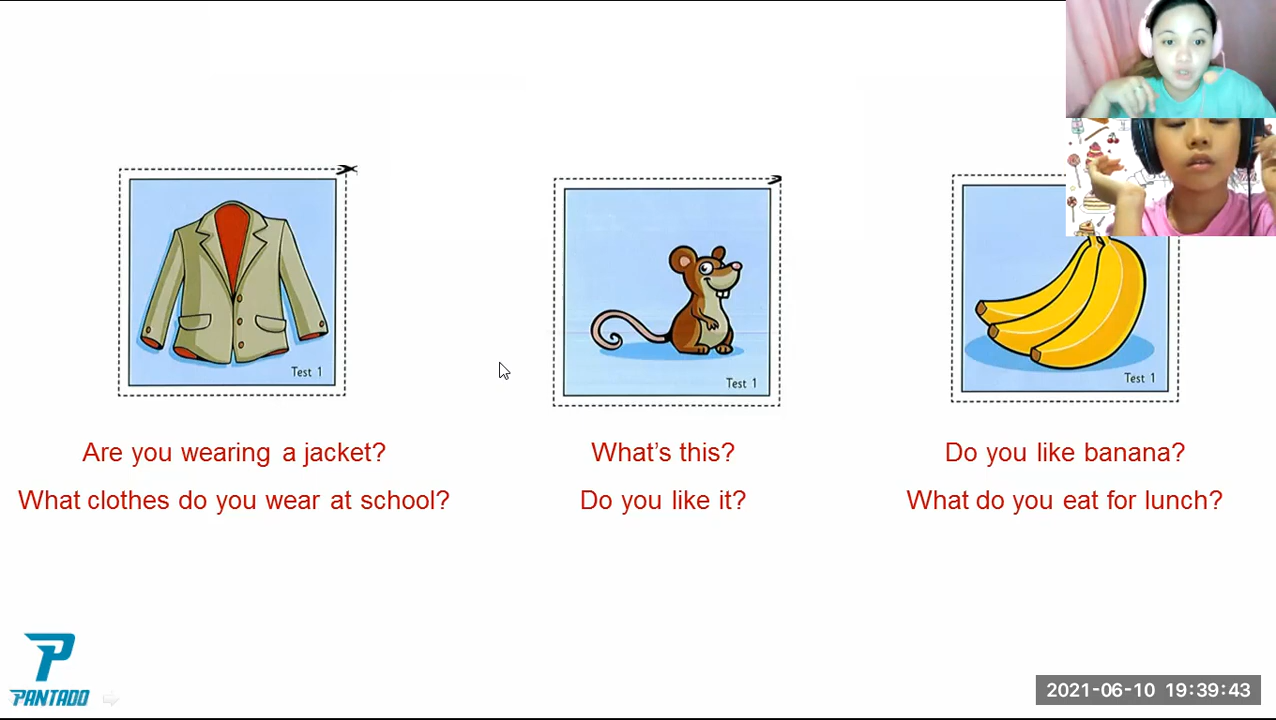 Test 1
Test 1
Test 1
Are you wearing a jacket?
What clothes do you wear at school?
What's this?
Do you like it?
Do you like banana?
What do you eat for lunch?
PANTADO
2021-06-10 19:39:43